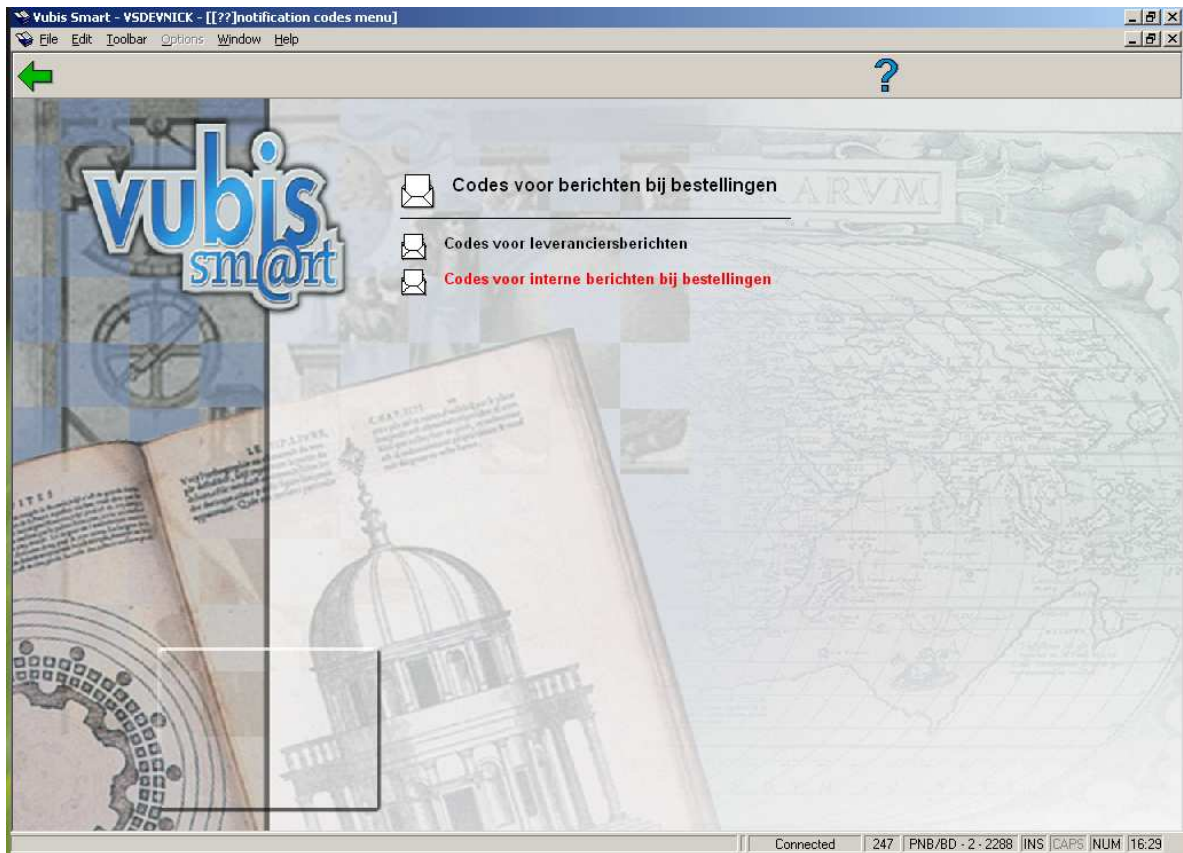 Vubis Smart - VSDEVNICK - [[??]notification codes menu]
File Edit Toolbar Options Window Help
?
vubis
sm@rt
Codes voor berichten bij bestellingen
Codes voor leveranciersberichten
Codes voor interne berichten bij bestellingen
ARVM
Connected 247 PNB/BD - 2 - 2288 INS CAPS NUM 16:29